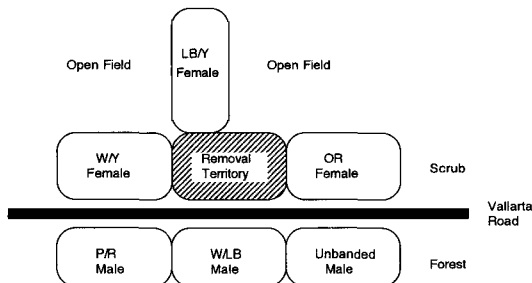 LB/Y
Female
Open Field
Open Field
W/Y
Female
Removal
Territory
OR
Female
Scrub
Vallarta
Road
P/R
Male
W/LB
Male
Unbanded
Male
Forest